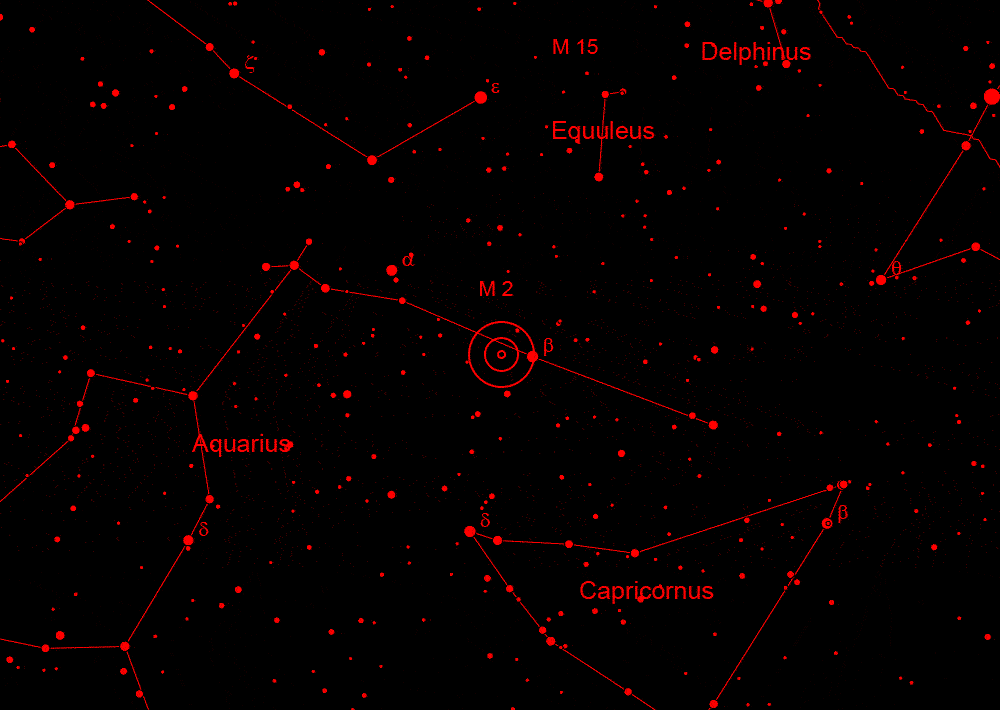 M 15
Delphinus
ζ
ε
Equuleus
α
θ
M 2
β
Aquarius
δ
δ
β
Capricornus